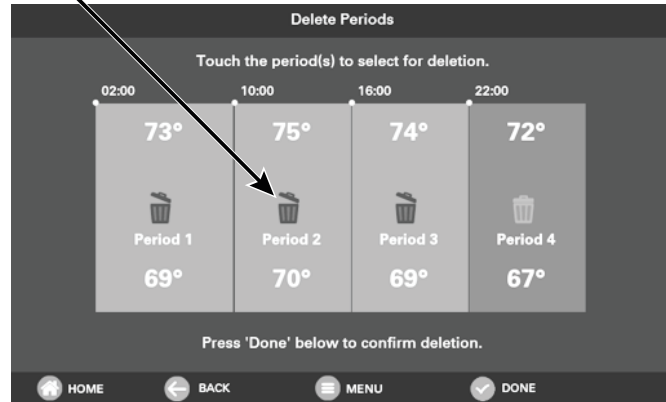 Delete Periods
Touch the period(s) to select for deletion.
02:00 10:00 16:00 22:00
73° 75° 74° 72°
Period 1 Period 2 Period 3 Period 4
69° 70° 69° 67°
Press 'Done' below to confirm deletion.
HOME BACK MENU DONE